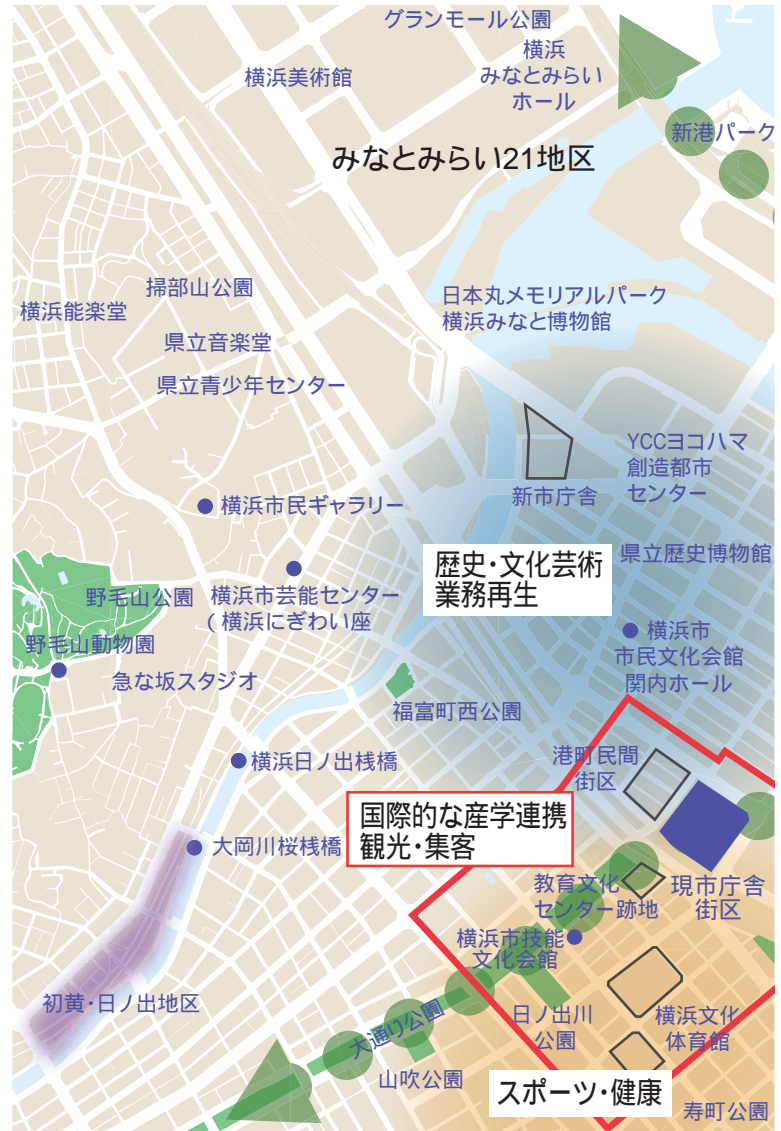 グランモール公園
横浜
みなとみらい
ホール
横浜美術館
新港パーク
みなとみらい21地区
掃部山公園
横浜能楽堂
日本丸メモリアルパーク
横浜みなと博物館
県立音楽堂
県立青少年センター
YCCヨコハマ
創造都市
センター
新市庁舎
横浜市民ギャラリー
歴史・文化芸術
業務再生
県立歴史博物館
野毛山公園
横浜市芸能センター
(横浜にぎわい座
横浜市
市民文化会館
関内ホール
野毛山動物園
急な坂スタジオ
福富町西公園
横浜日ノ出桟橋
港町民間
街区
国際的な産学連携
観光・集客
大岡川桜桟橋
教育文化
センター跡地
現市庁舎
街区
横浜市技能
文化会館
初黄・日ノ出地区
大通り公園
日ノ出川
公園
横浜文化
体育館
山吹公園
スポーツ・健康
寿町公園